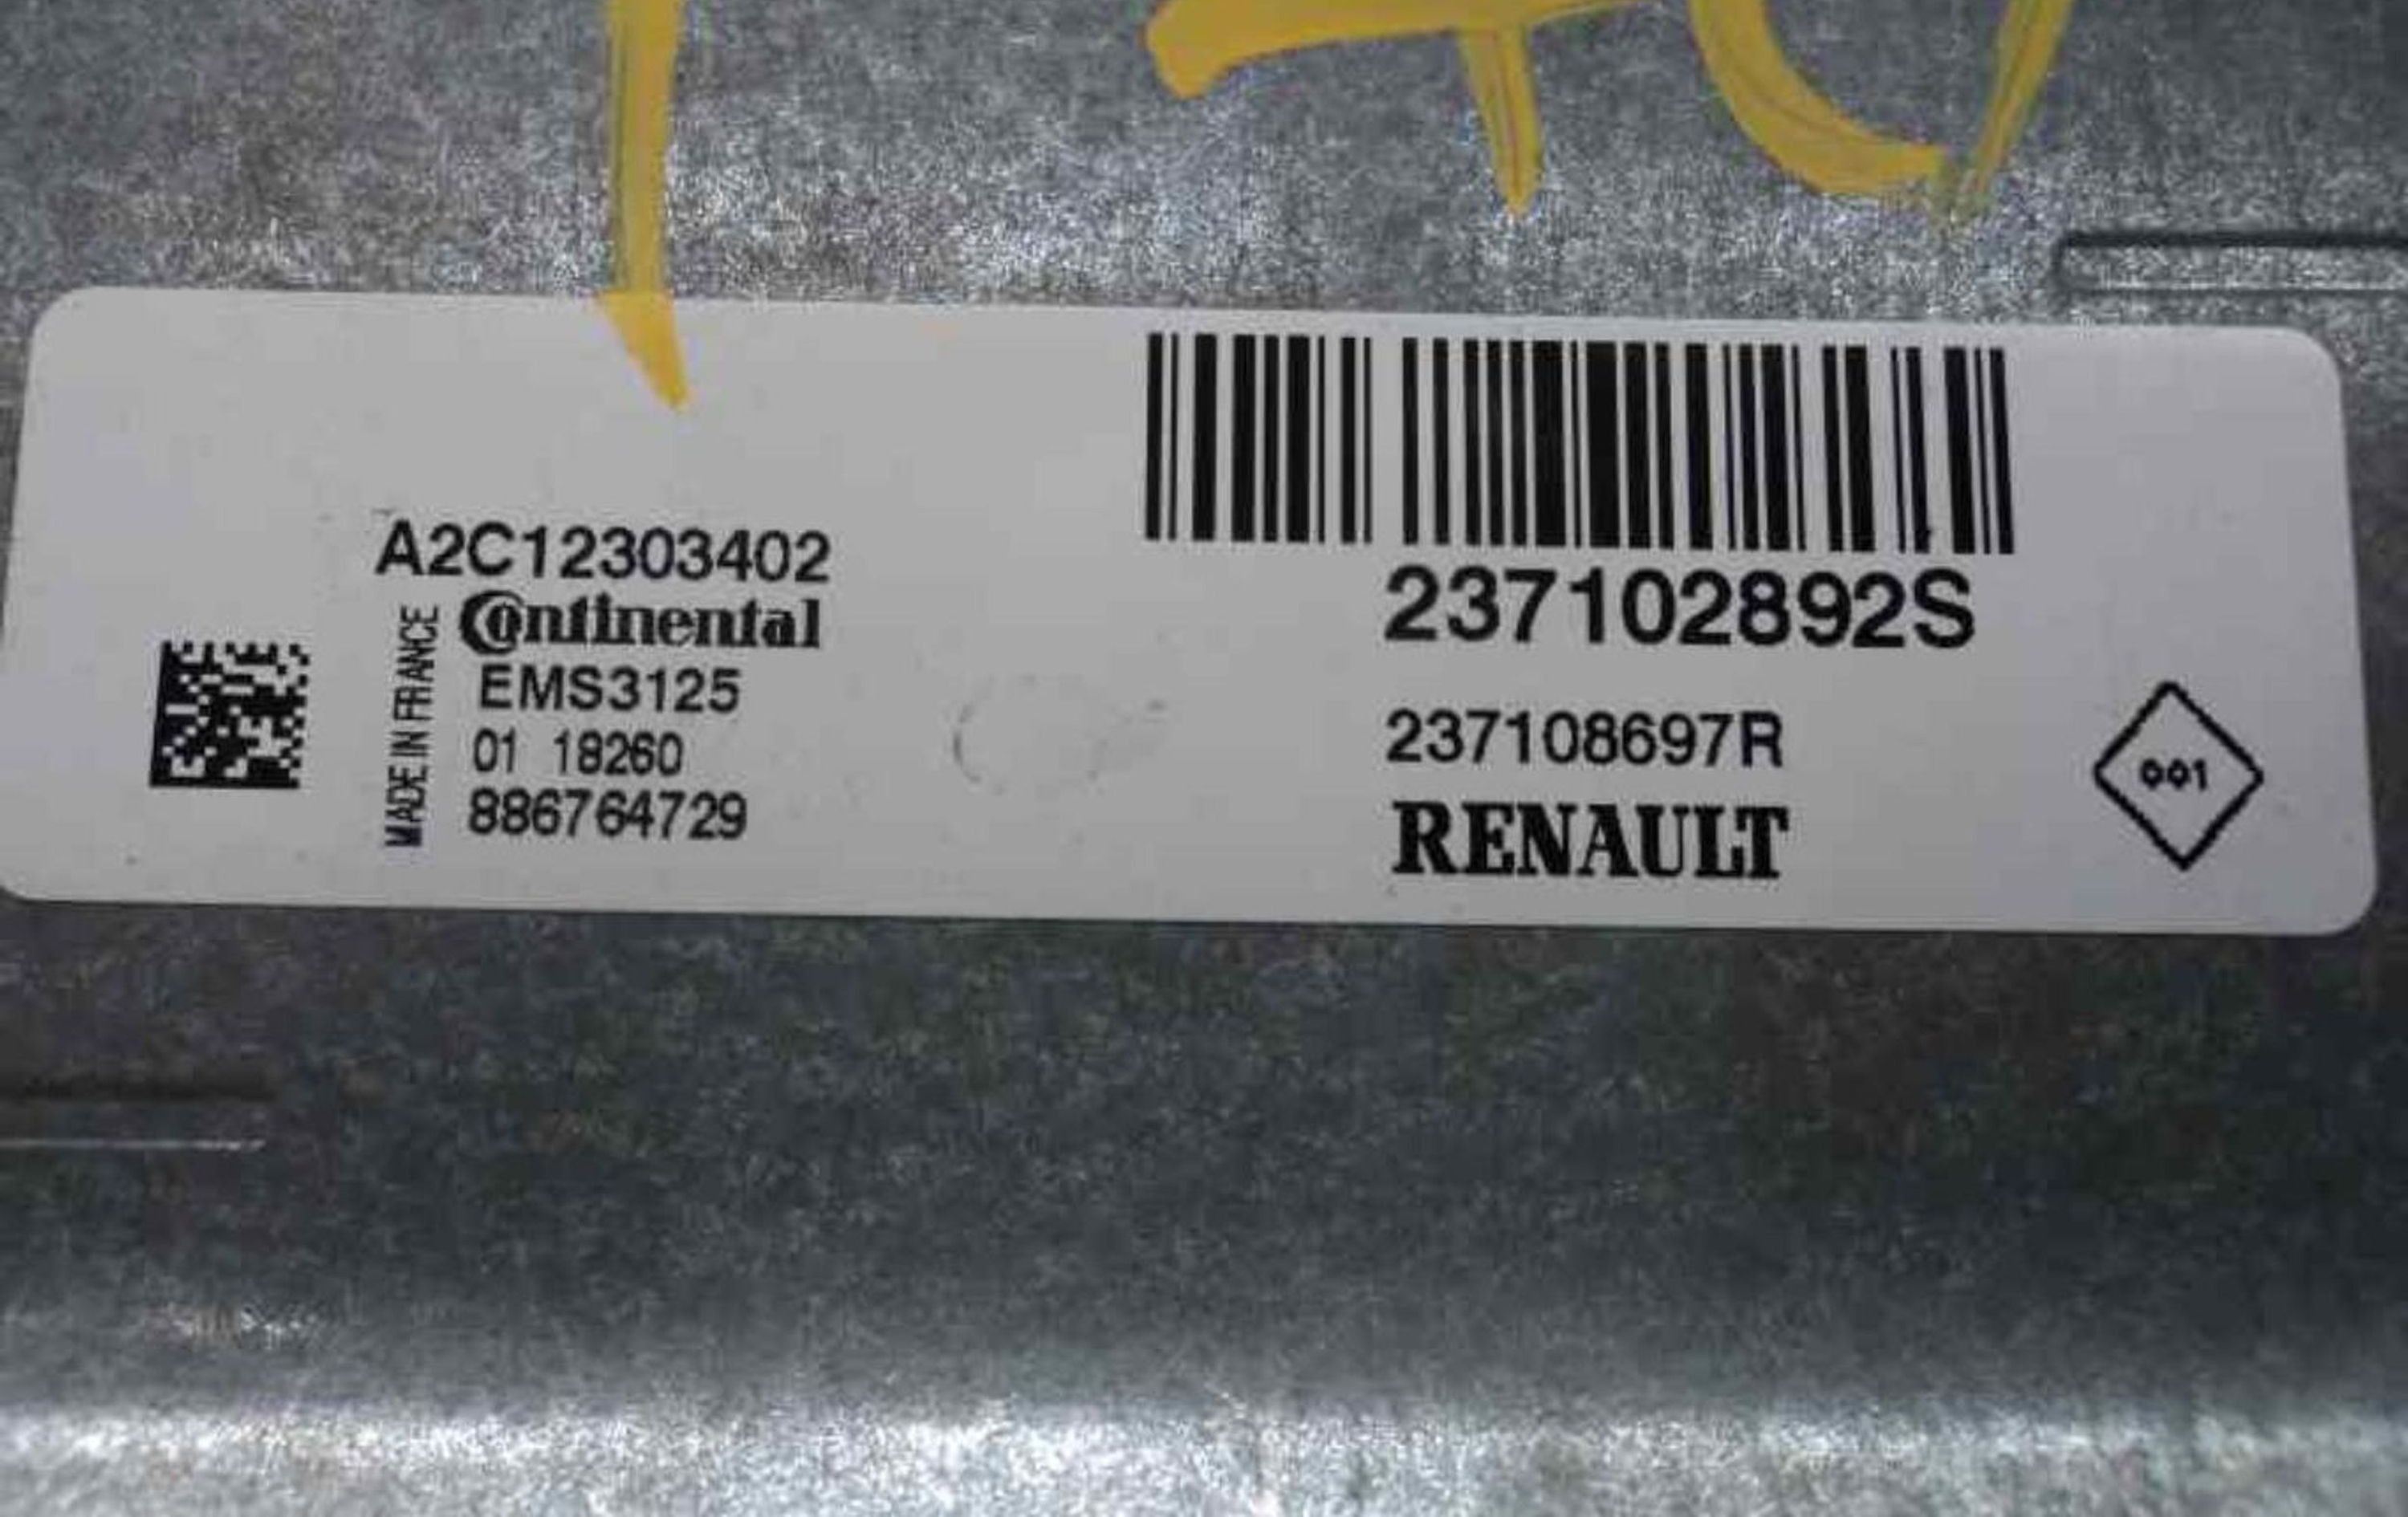 A2C12303402
Continental
EMS3125
01 18260
886764729
MADE IN FRANCE
237102892S
237108697R
RENAULT
001